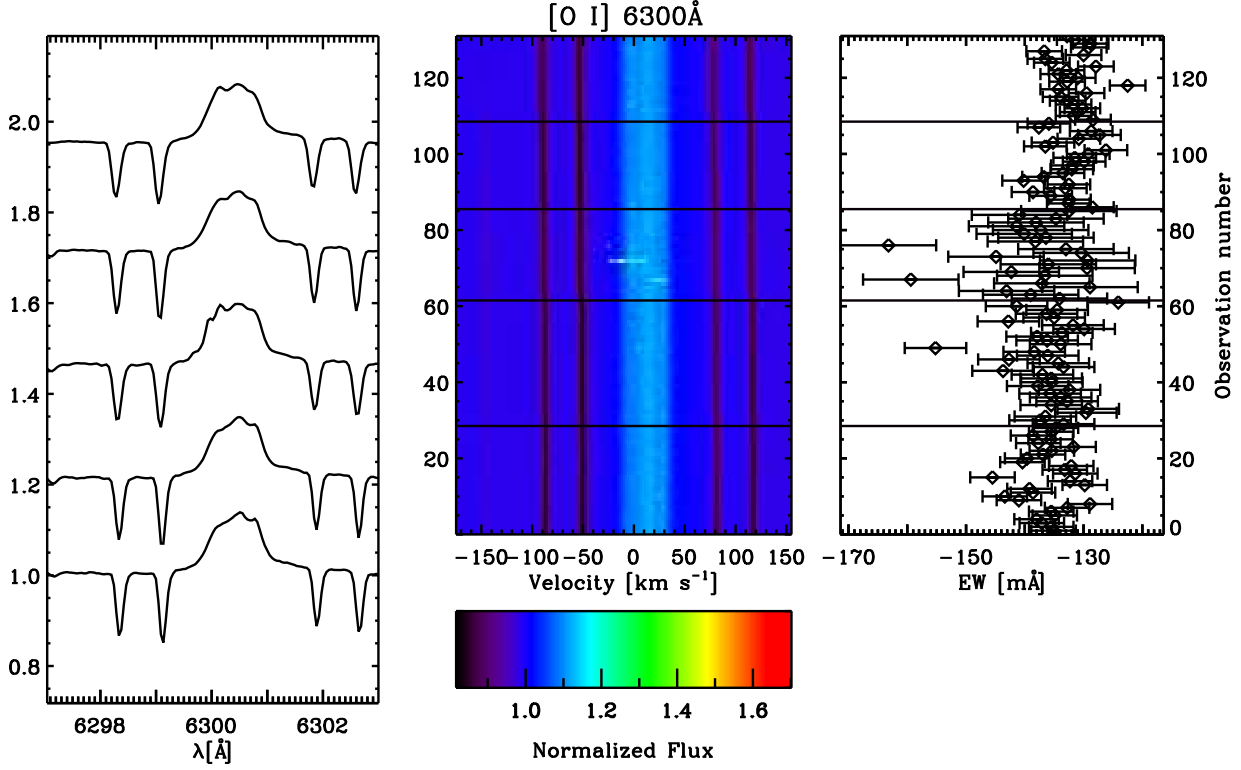 [O I] 6300Å
2.0
1.8
1.6
1.4
1.2
1.0
0.8
6298 6300 6302
λ[Å]
120
100
80
60
40
20
−150 −100 −50 0 50 100 150
Velocity [km s⁻¹]
1.0 1.2 1.4 1.6
Normalized Flux
120
100
80
60
40
20
0
Observation number
−170 −150 −130
EW [mÅ]